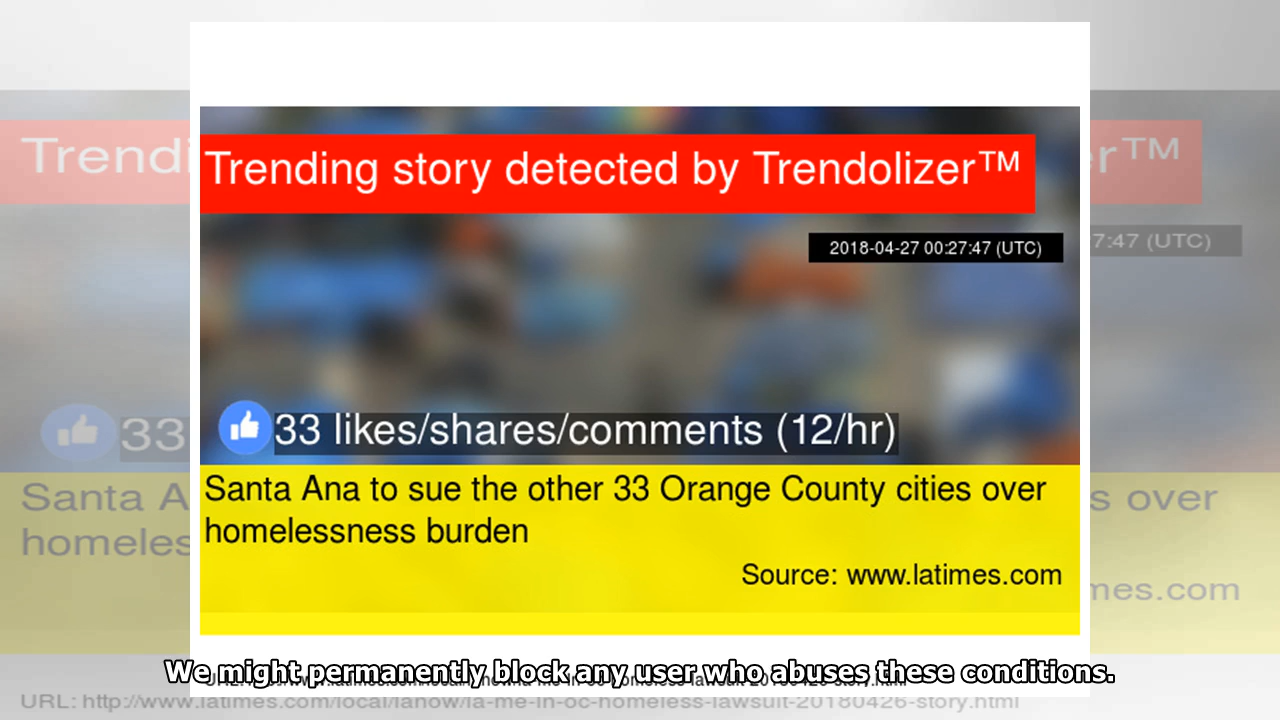 Trending story detected by Trendolizer™
2018-04-27 00:27:47 (UTC)
33 likes/shares/comments (12/hr)
Santa Ana to sue the other 33 Orange County cities over
homelessness burden
Source: www.latimes.com
We might permanently block any user who abuses these conditions.
URL: http://www.latimes.com/local/lanow/la-me-in-oc-homeless-lawsuit-20180426-story.html